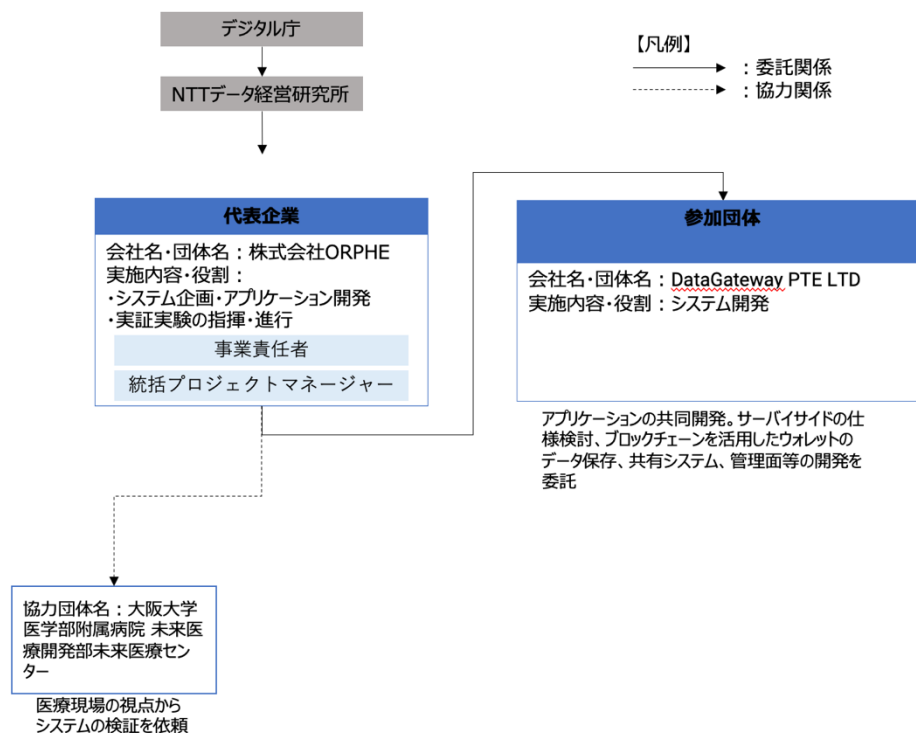 デジタル庁
NTTデータ経営研究所
【凡例】
：委託関係
：協力関係
代表企業
会社名・団体名：株式会社ORPHE
実施内容・役割：
・システム企画・アプリケーション開発
・実証実験の指揮・進行
事業責任者
統括プロジェクトマネージャー
参加団体
会社名・団体名：DataGateway PTE LTD
実施内容・役割：システム開発
アプリケーションの共同開発。サーバイサイドの仕
様検討、ブロックチェーンを活用したウォレットの
データ保存、共有システム、管理面等の開発を
委託
協力団体名：大阪大学
医学部附属病院 未来医
療開発部未来医療セン
ター
医療現場の視点から
システムの検証を依頼